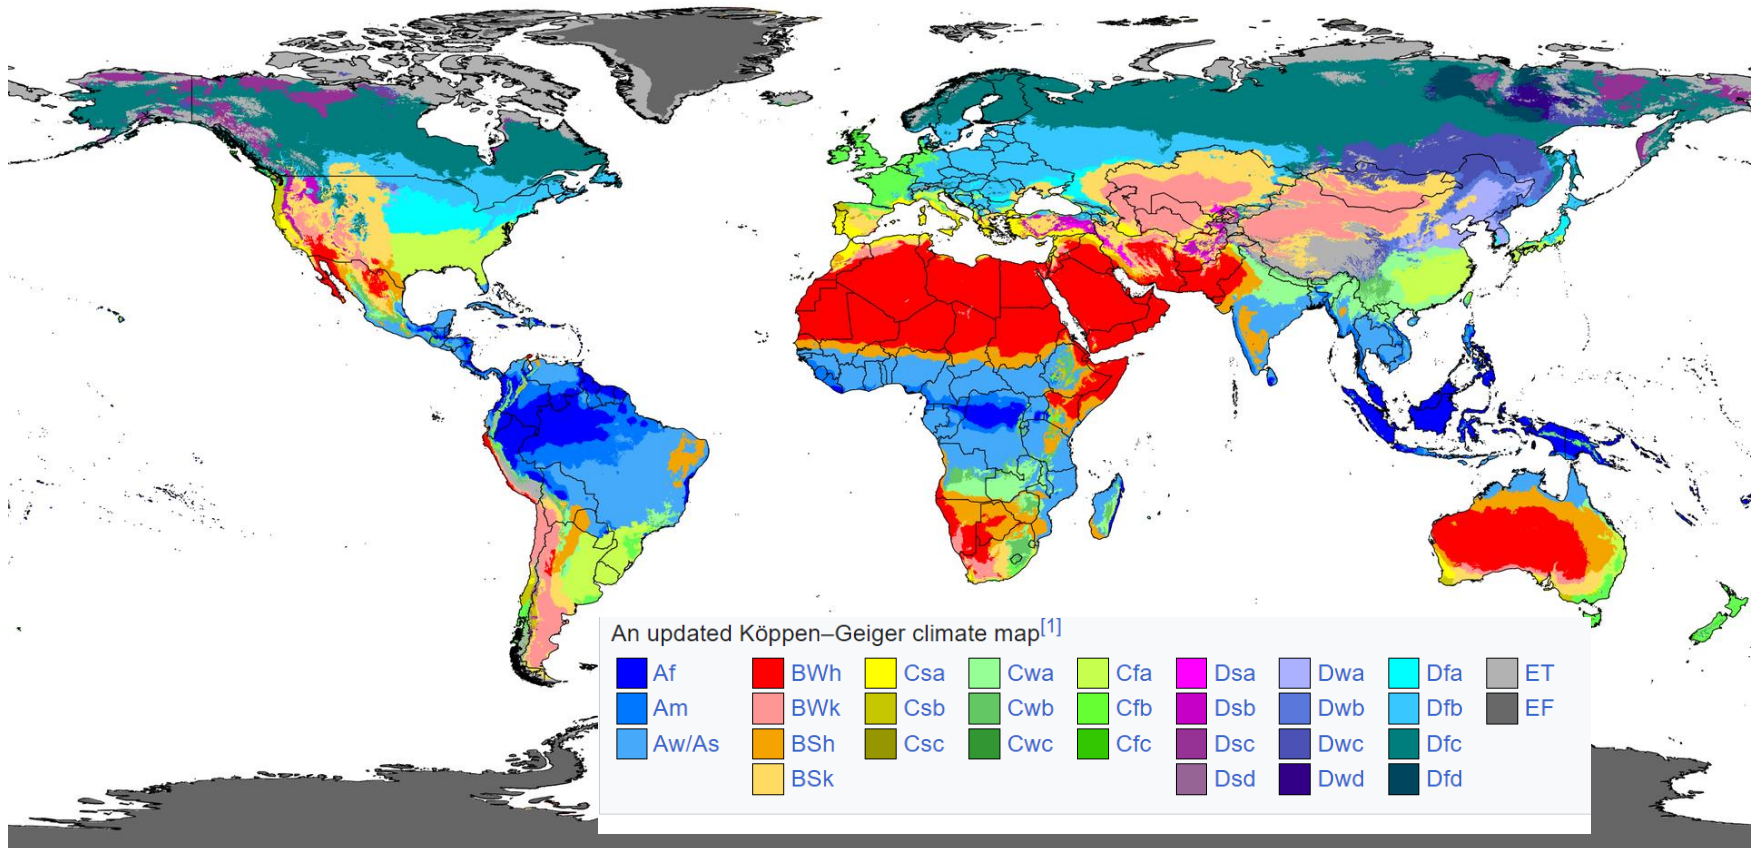 An updated Köppen–Geiger climate map[1]
Af BWh Csa Cwa Cfa Dsa Dwa Dfa ET
Am BWk Csb Cwb Cfb Dsb Dwb Dfb EF
Aw/As BSh Csc Cwc Cfc Dsc Dwc Dfc
BSk Dsd Dwd Dfd